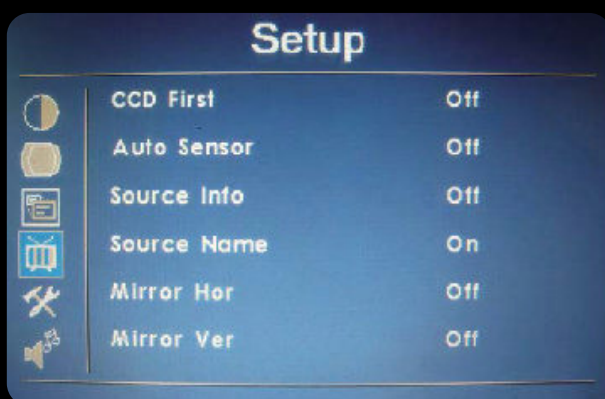 Setup
CCD First Off
Auto Sensor Off
Source Info Off
Source Name On
Mirror Hor Off
Mirror Ver Off